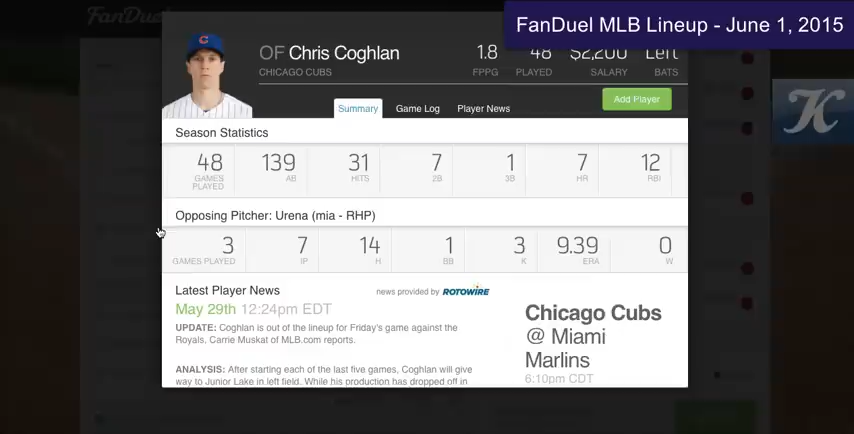 FanDuel
FanDuel MLB Lineup - June 1, 2015
C
OF Chris Coghlan
CHICAGO CUBS
1.8
FPPG
48
PLAYED
$2,200
SALARY
Left
BATS
Summary
Game Log
Player News
Add Player
K
Season Statistics
48
GAMES
PLAYED
139
AB
31
HITS
7
2B
1
3B
7
HR
12
RBI
Opposing Pitcher: Urena (mia - RHP)
3
GAMES PLAYED
7
IP
14
H
1
BB
3
K
9.39
ERA
0
W
Latest Player News
news provided by ROTOWIRE
May 29th 12:24pm EDT
UPDATE: Coghlan is out of the lineup for Friday's game against the
Royals, Carrie Muskat of MLB.com reports.
ANALYSIS: After starting each of the last five games, Coghlan will give
way to Junior Lake in left field. While his production has dropped off in
Chicago Cubs
@ Miami
Marlins
6:10pm CDT